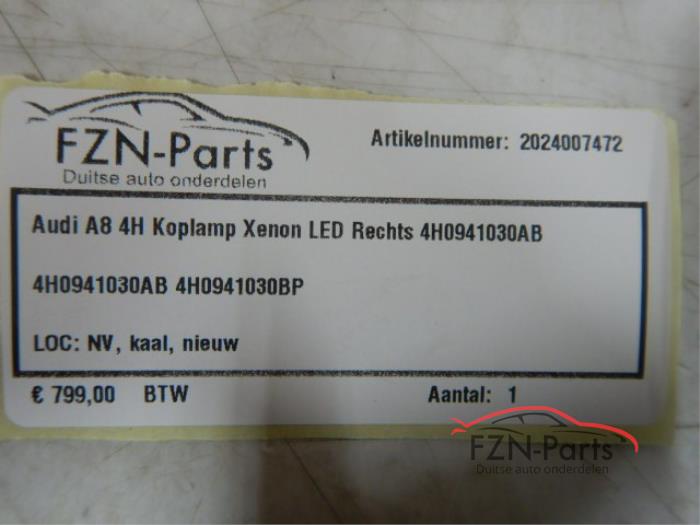 FZN-Parts
Duitse auto onderdelen
Artikelnummer: 2024007472
Audi A8 4H Koplamp Xenon LED Rechts 4H0941030AB
4H0941030AB 4H0941030BP
LOC: NV, kaal, nieuw
€ 799,00 BTW Aantal: 1
FZN-Parts
Duitse auto onderdelen